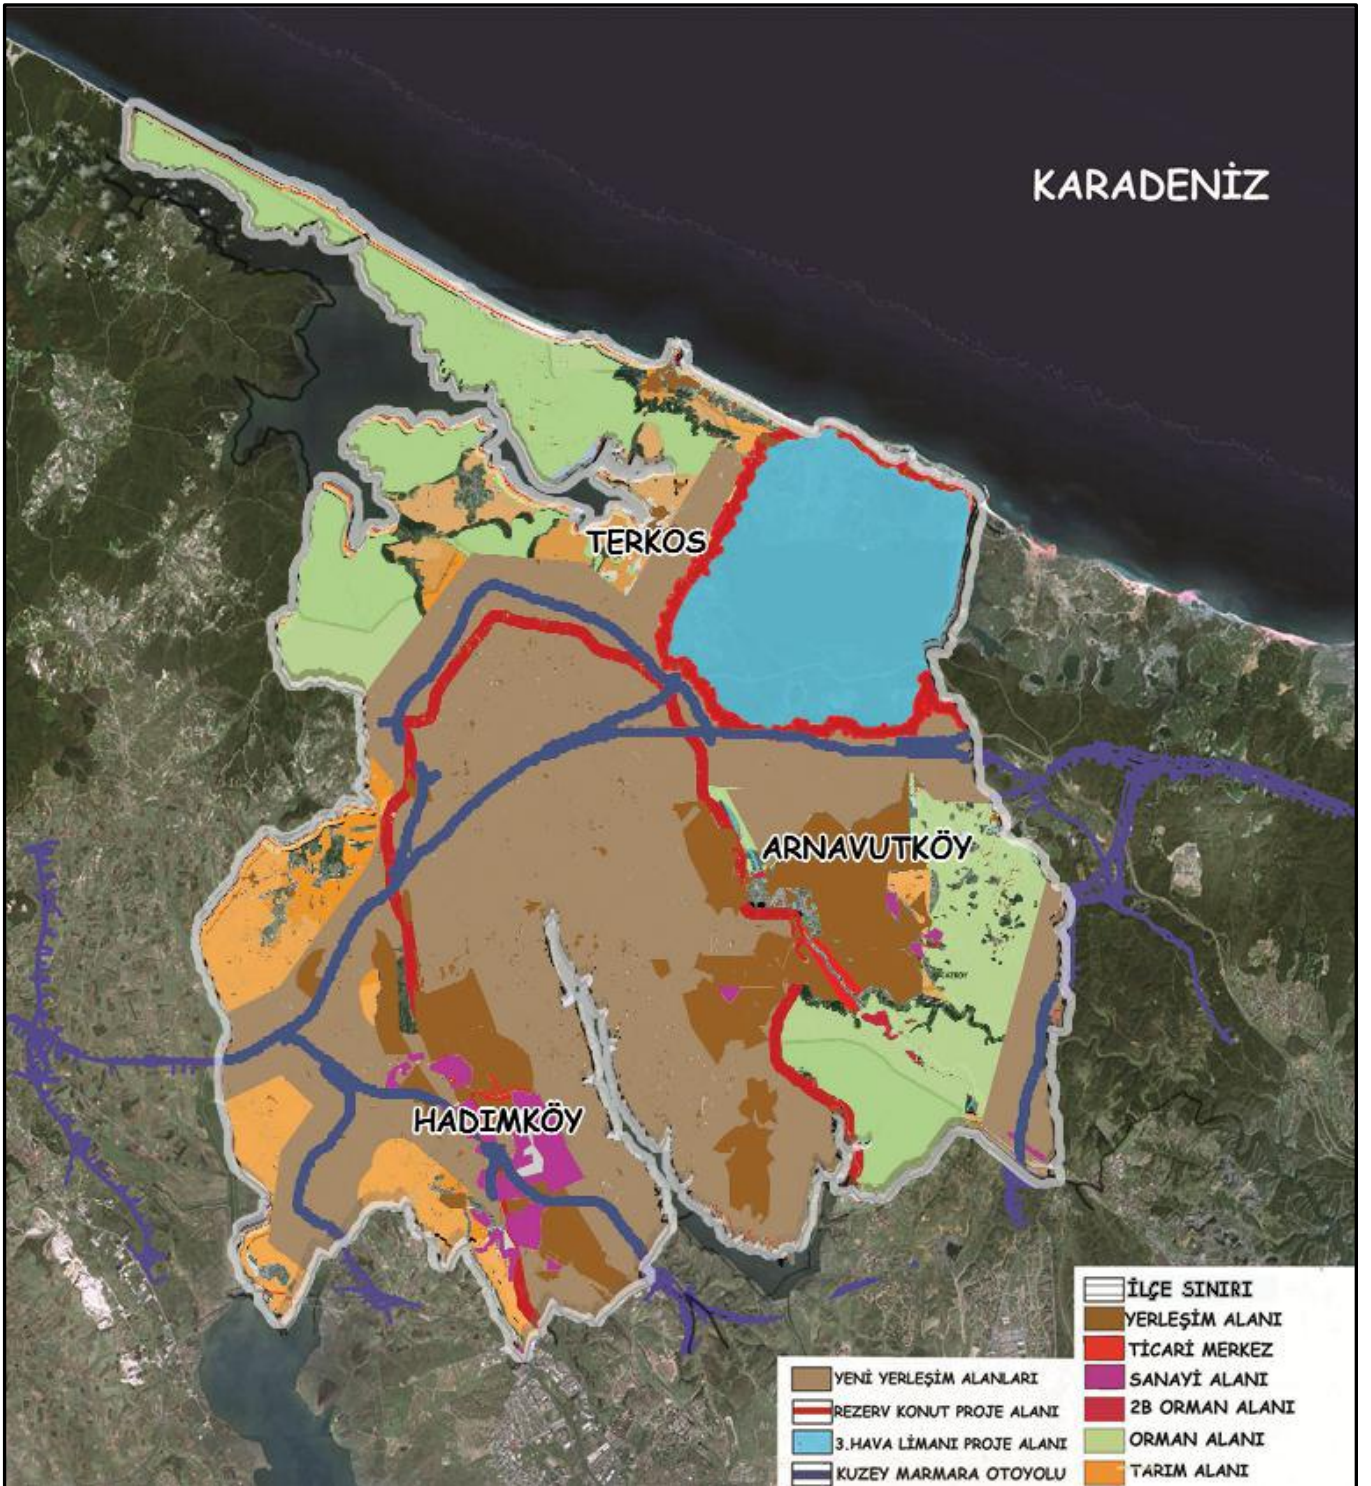 KARADENİZ
TERKOS
ARNAVUTKÖY
HADIMKÖY
YENİ YERLEŞİM ALANLARI
REZERV KONUT PROJE ALANI
3.HAVA LİMANI PROJE ALANI
KUZEY MARMARA OTOYOLU
İLÇE SINIRI
YERLEŞİM ALANI
TİCARİ MERKEZ
SANAYİ ALANI
2B ORMAN ALANI
ORMAN ALANI
TARIM ALANI